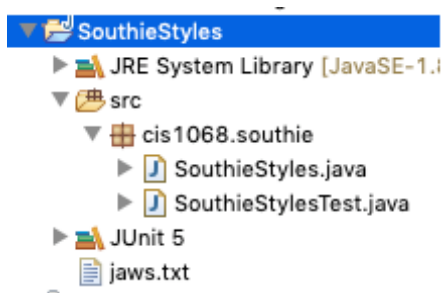 SouthieStyles
JRE System Library [JavaSE-1.
src
cis1068.southie
SouthieStyles.java
SouthieStylesTest.java
JUnit 5
jaws.txt